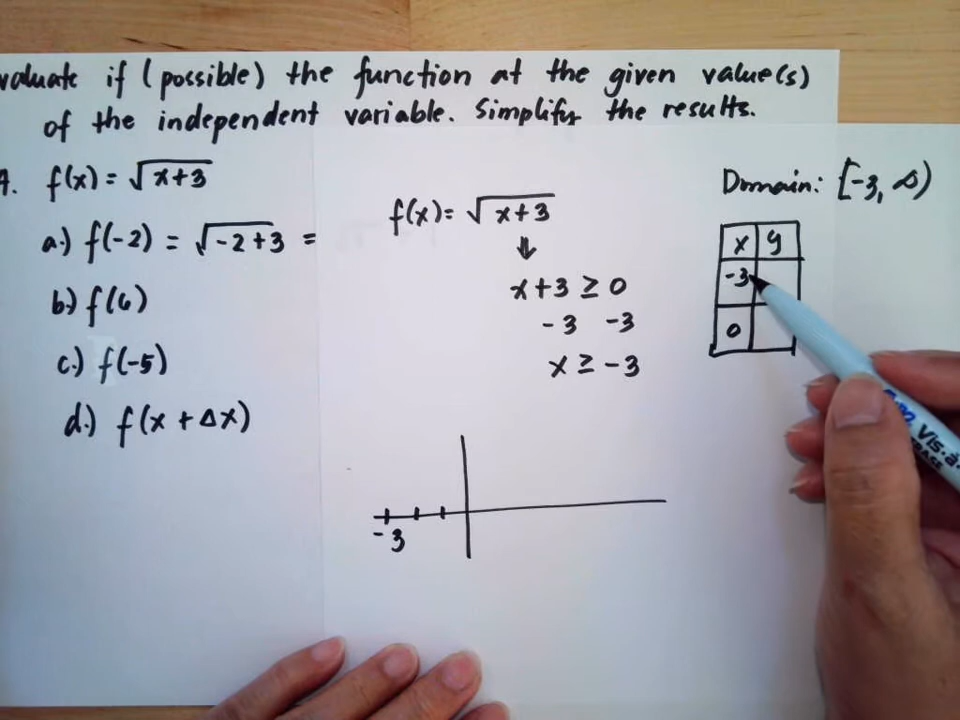 valuate if (possible) the function at the given value(s)
of the independent variable. Simplify the results.
f(x) = √x+3
a.) f(-2) = √-2+3 =
b.) f(6)
c.) f(-5)
d.) f(x + Δx)
f(x) = √x+3
⇓
x+3 ≥ 0
-3 -3
x ≥ -3
-3
Domain: [-3, ∞)
x y
-3
0
Vis-à-